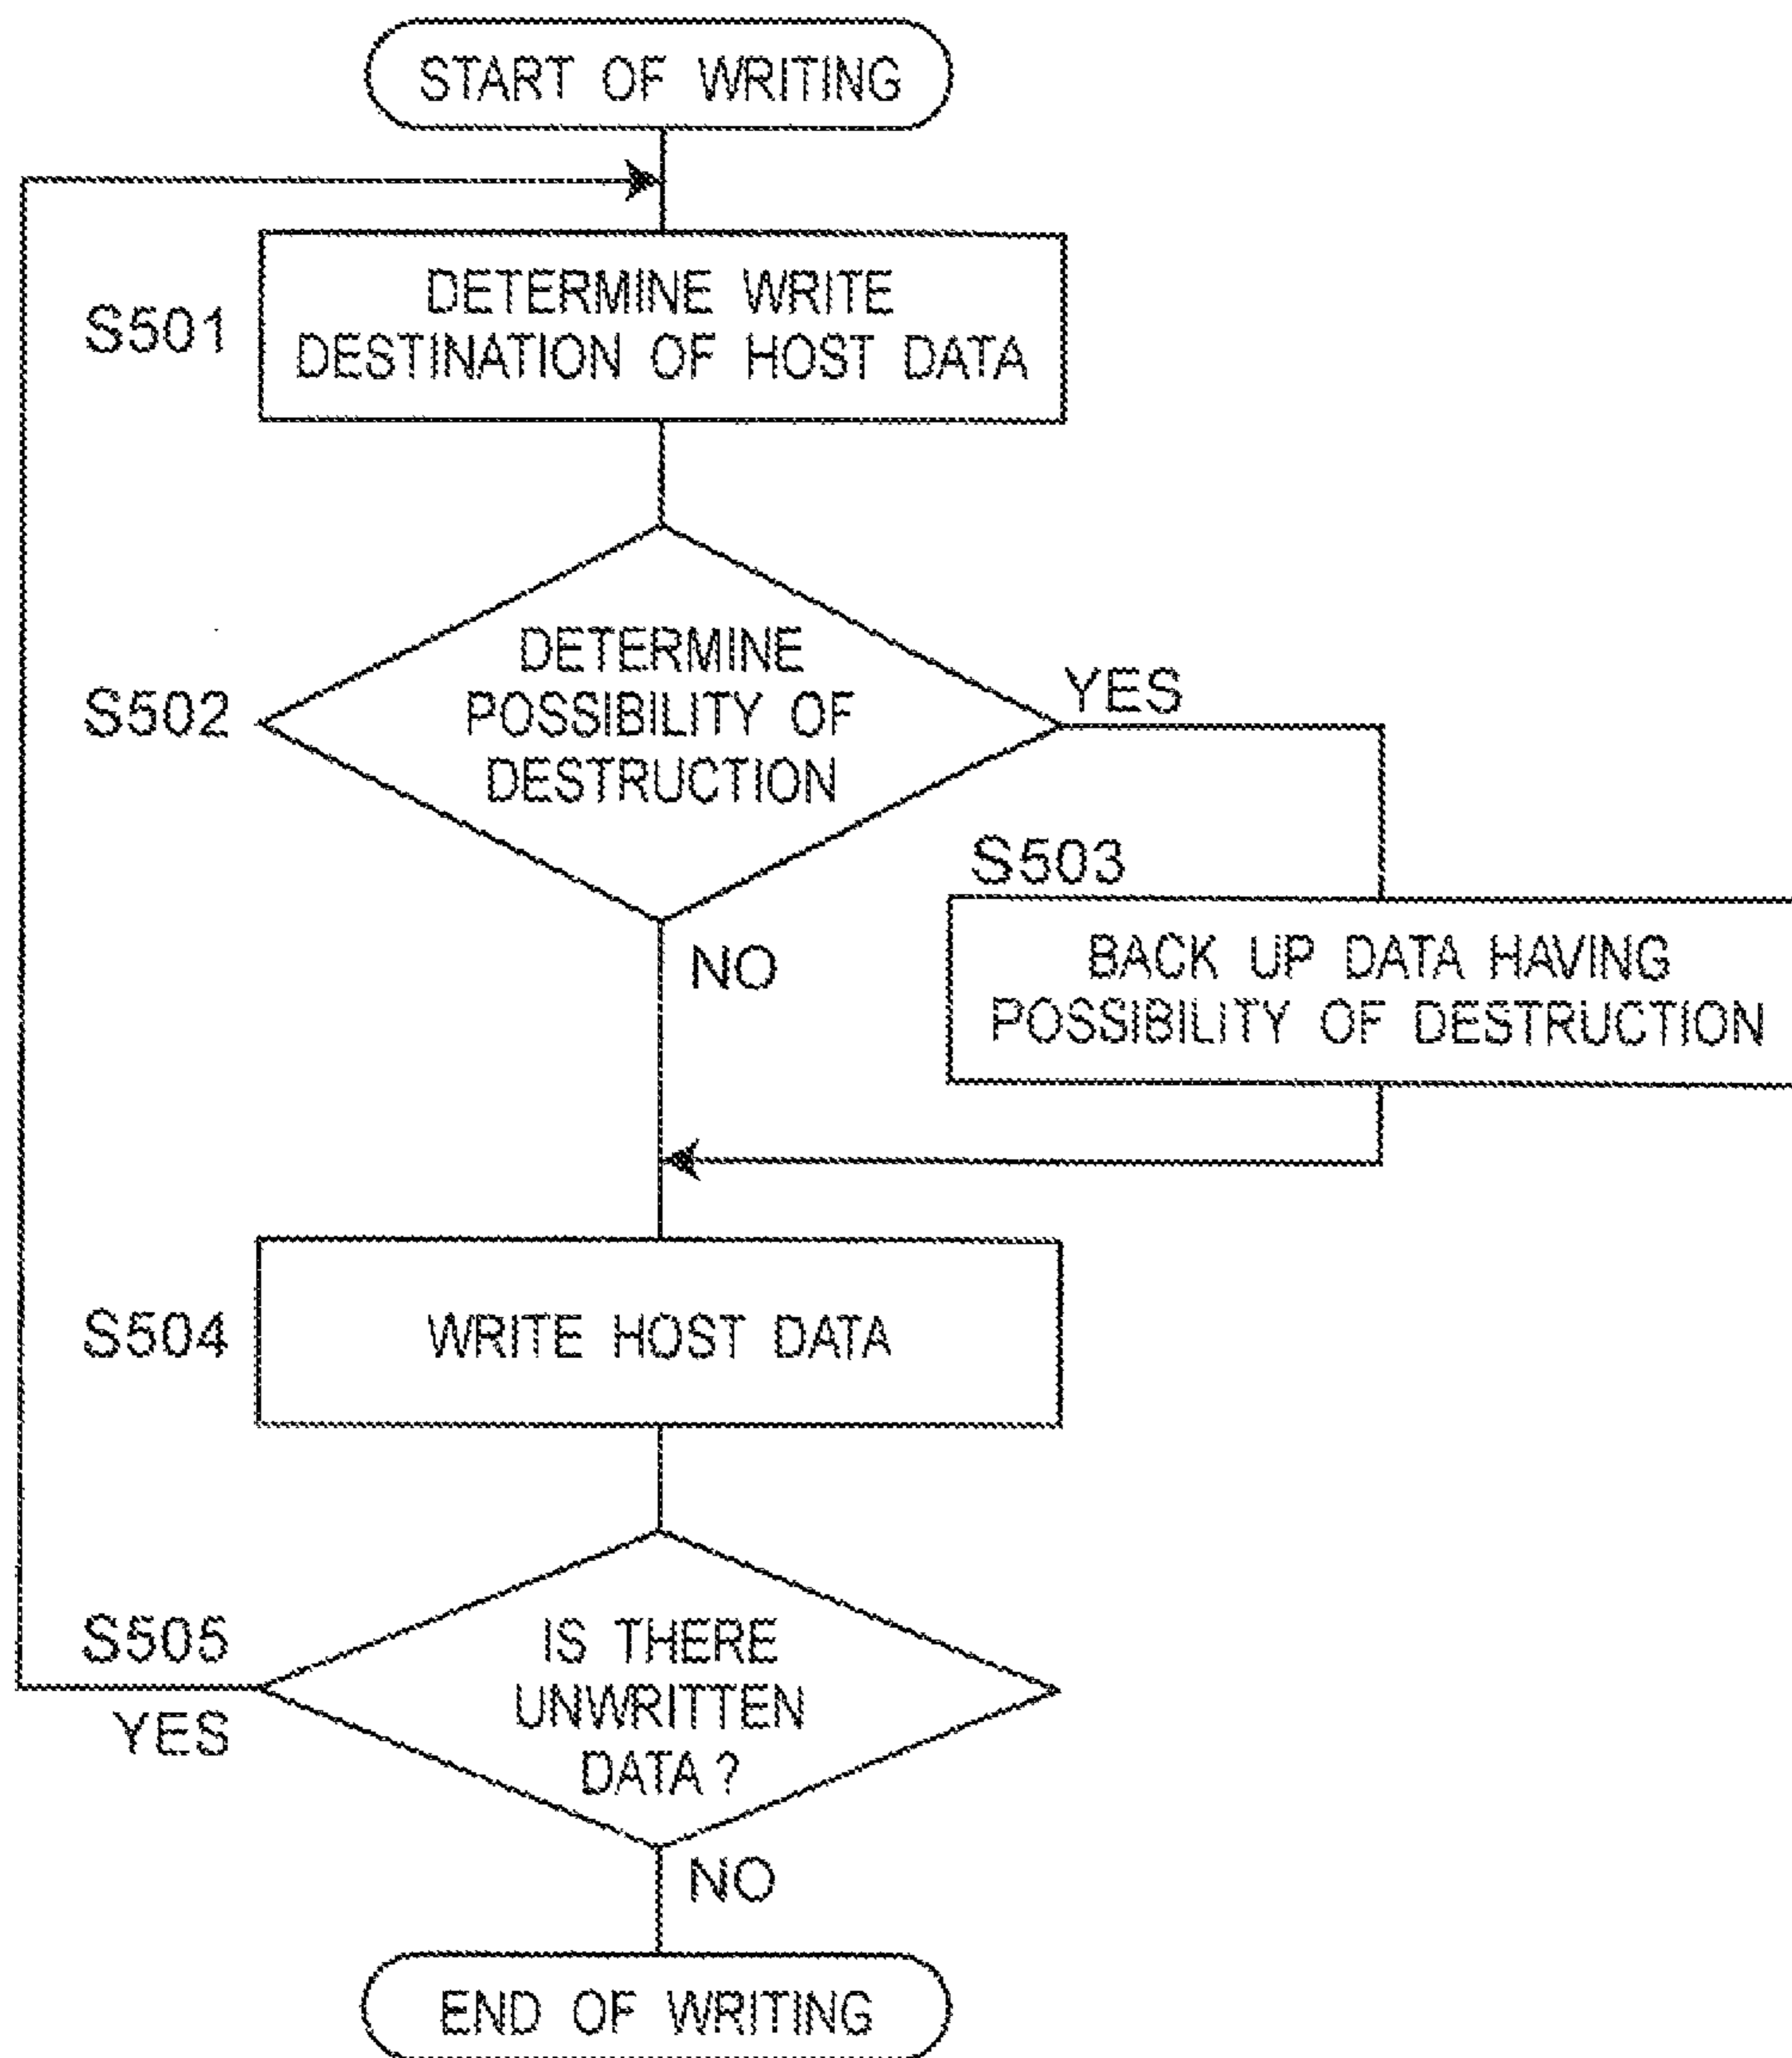 START OF WRITING
S501
DETERMINE WRITE
DESTINATION OF HOST DATA
S502
DETERMINE
POSSIBILITY OF
DESTRUCTION
YES
NO
S503
BACK UP DATA HAVING
POSSIBILITY OF DESTRUCTION
S504
WRITE HOST DATA
S505
YES
IS THERE
UNWRITTEN
DATA ?
NO
END OF WRITING